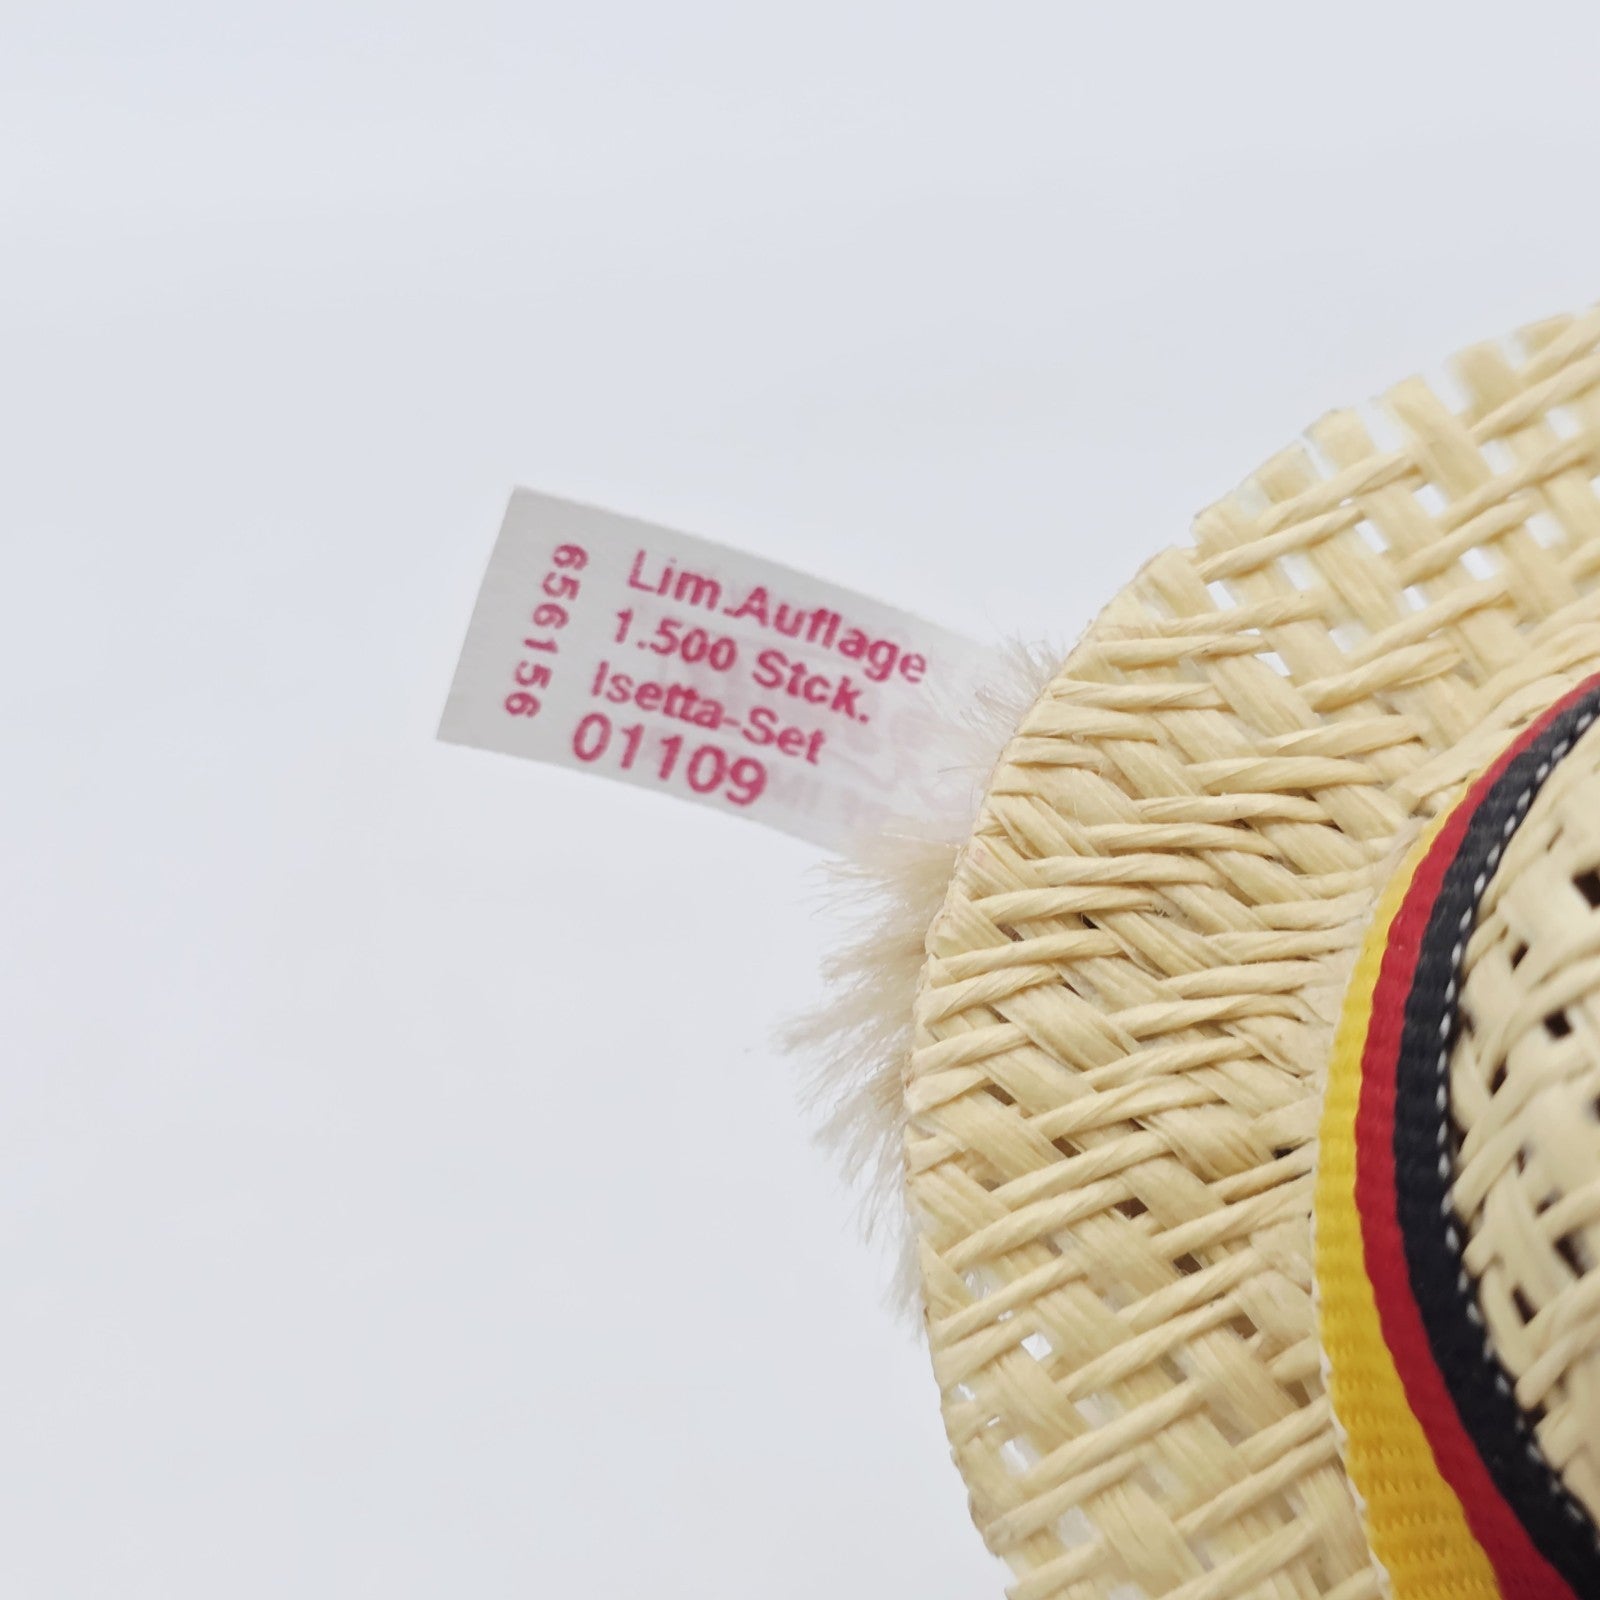 Lim.Auflage
1.500 Stck.
Isetta-Set
01109
656156